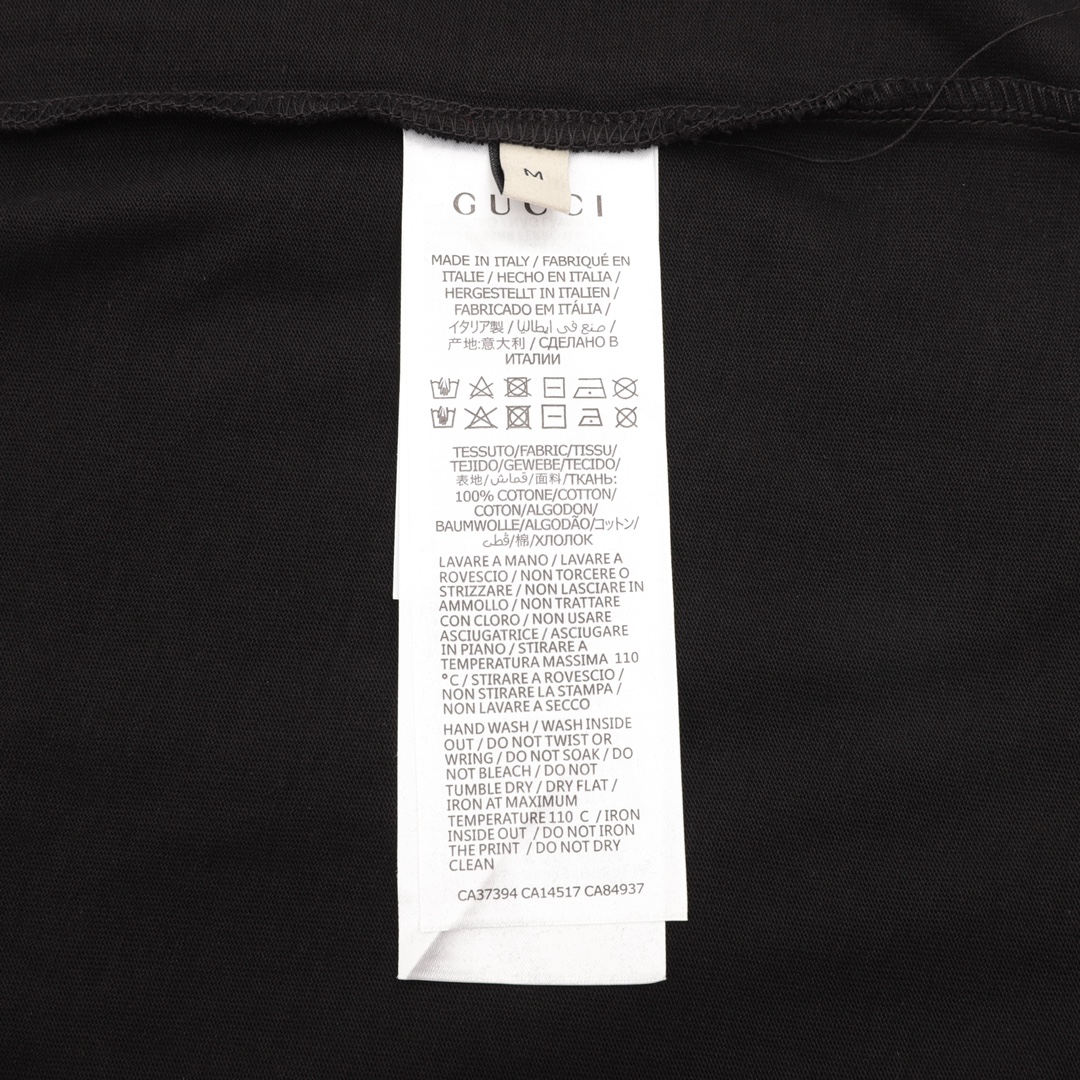 M
GUCCI
MADE IN ITALY / FABRIQUÉ EN
ITALIE / HECHO EN ITALIA /
HERGESTELLT IN ITALIEN /
FABRICADO EM ITÁLIA /
イタリア製 / صنع في ايطاليا /
产地:意大利 / СДЕЛАНО В
ИТАЛИИ
TESSUTO/FABRIC/TISSU/
TEJIDO/GEWEBE/TECIDO/
表地/قماش/面料/ТКАНЬ:
100% COTONE/COTTON/
COTON/ALGODON/
BAUMWOLLE/ALGODÃO/コットン/
قطن/棉/ХЛОПОК
LAVARE A MANO / LAVARE A
ROVESCIO / NON TORCERE O
STRIZZARE / NON LASCIARE IN
AMMOLLO / NON TRATTARE
CON CLORO / NON USARE
ASCIUGATRICE / ASCIUGARE
IN PIANO / STIRARE A
TEMPERATURA MASSIMA 110
°C / STIRARE A ROVESCIO /
NON STIRARE LA STAMPA /
NON LAVARE A SECCO
HAND WASH / WASH INSIDE
OUT / DO NOT TWIST OR
WRING / DO NOT SOAK / DO
NOT BLEACH / DO NOT
TUMBLE DRY / DRY FLAT /
IRON AT MAXIMUM
TEMPERATURE 110 C / IRON
INSIDE OUT / DO NOT IRON
THE PRINT / DO NOT DRY
CLEAN
CA37394 CA14517 CA84937